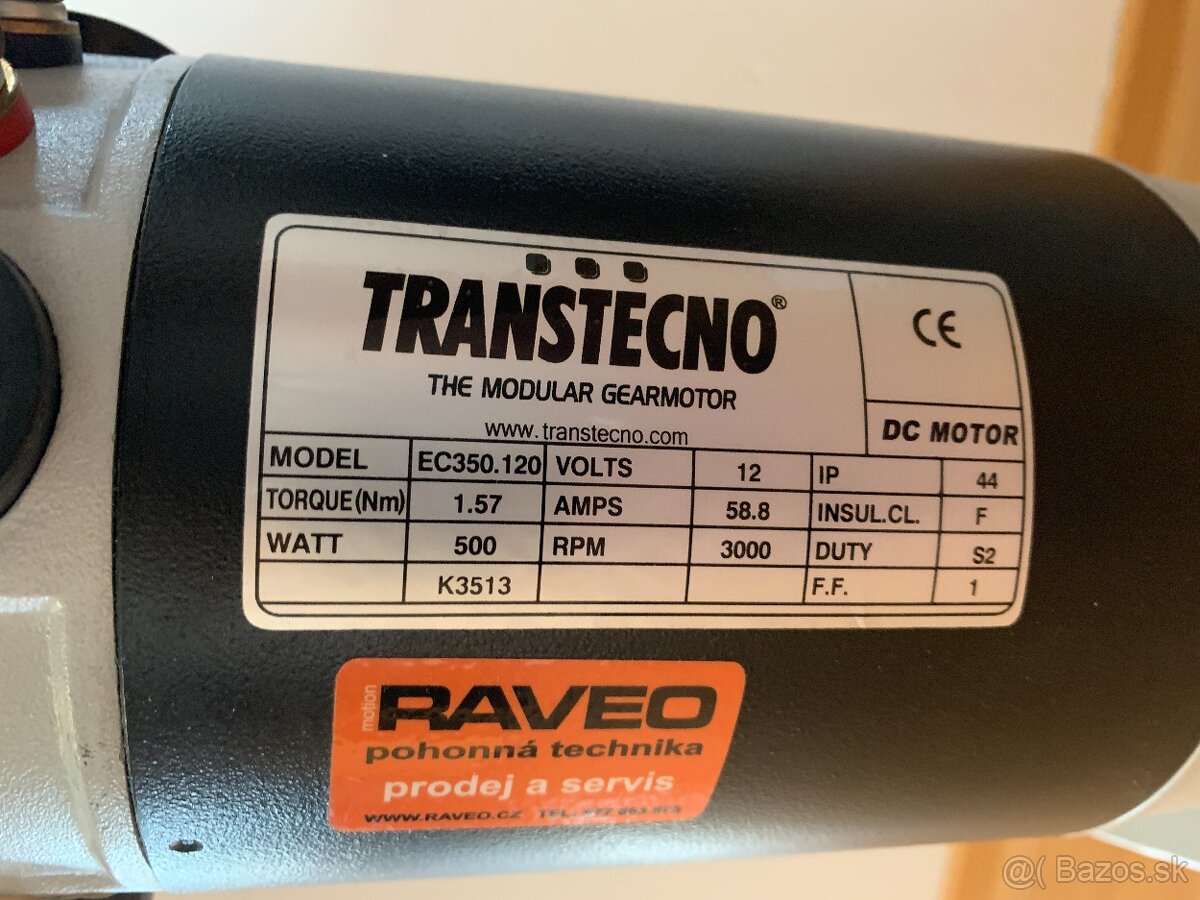 TRANSTECNO®
THE MODULAR GEARMOTOR
www.transtecno.com
CE
DC MOTOR
MODEL EC350.120 VOLTS 12 IP 44
TORQUE(Nm) 1.57 AMPS 58.8 INSUL.CL. F
WATT 500 RPM 3000 DUTY S2
K3513 F.F. 1
motion RAVEO
pohonná technika
prodej a servis
WWW.RAVEO.CZ TEL.:
@( Bazos.sk